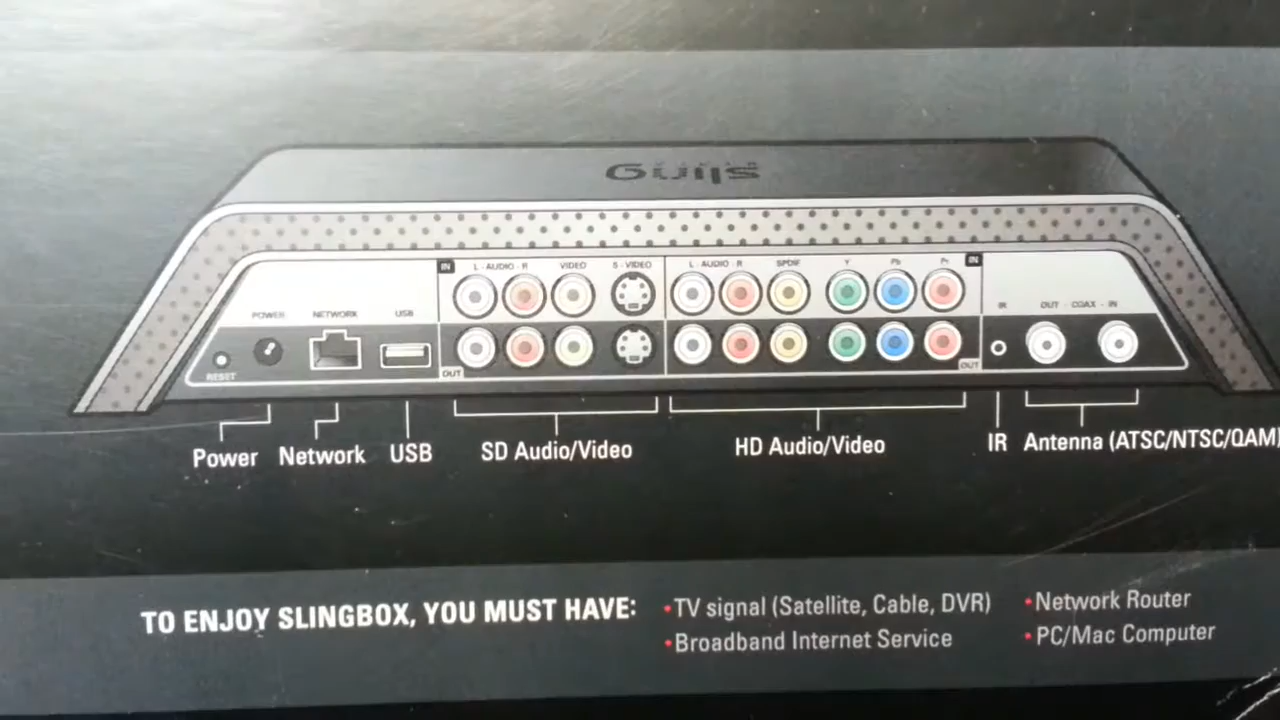 sling
IN L - AUDIO - R VIDEO S - VIDEO L - AUDIO - R SPDIF Y Pb Pr IN
POWER NETWORK USB IR OUT - COAX - IN
RESET OUT OUT
Power Network USB SD Audio/Video HD Audio/Video IR Antenna (ATSC/NTSC/QAM)
TO ENJOY SLINGBOX, YOU MUST HAVE: •TV signal (Satellite, Cable, DVR) •Network Router
•Broadband Internet Service •PC/Mac Computer